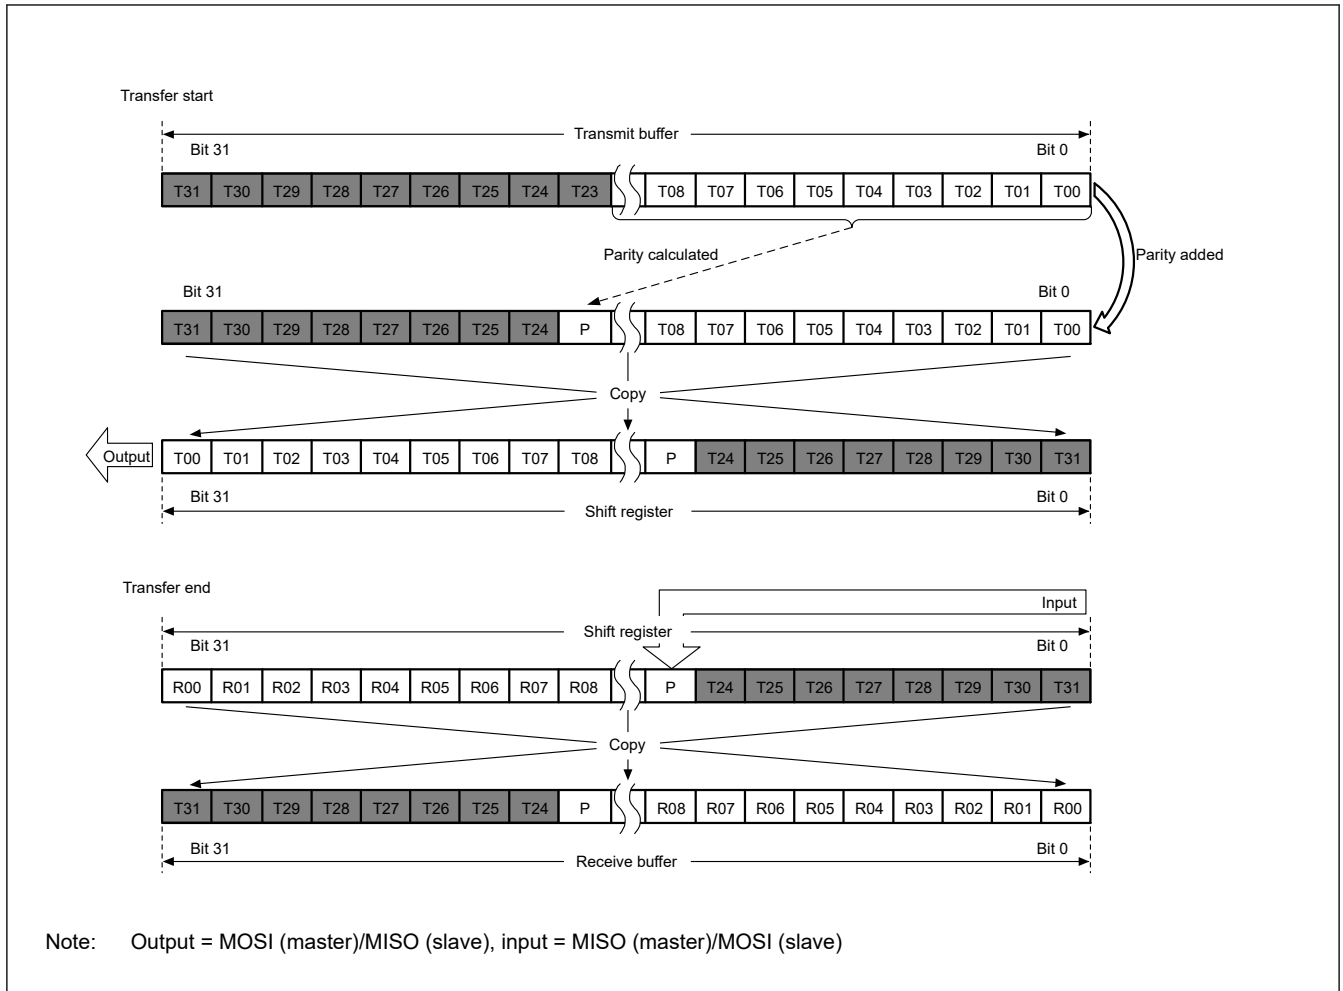 Transfer start
Transmit buffer
Bit 31 Bit 0
T31 T30 T29 T28 T27 T26 T25 T24 T23 T08 T07 T06 T05 T04 T03 T02 T01 T00
Parity calculated Parity added
Bit 31 Bit 0
T31 T30 T29 T28 T27 T26 T25 T24 P T08 T07 T06 T05 T04 T03 T02 T01 T00
Copy
Output T00 T01 T02 T03 T04 T05 T06 T07 T08 P T24 T25 T26 T27 T28 T29 T30 T31
Bit 31 Bit 0
Shift register
Transfer end
Input
Shift register
Bit 31 Bit 0
R00 R01 R02 R03 R04 R05 R06 R07 R08 P T24 T25 T26 T27 T28 T29 T30 T31
Copy
T31 T30 T29 T28 T27 T26 T25 T24 P R08 R07 R06 R05 R04 R03 R02 R01 R00
Bit 31 Bit 0
Receive buffer
Note: Output = MOSI (master)/MISO (slave), input = MISO (master)/MOSI (slave)